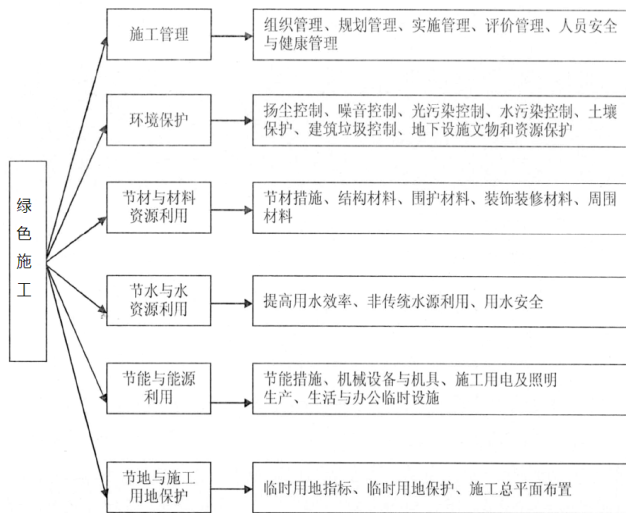 绿
色
施
工
施工管理
组织管理、规划管理、实施管理、评价管理、人员安全
与健康管理
环境保护
扬尘控制、噪音控制、光污染控制、水污染控制、土壤
保护、建筑垃圾控制、地下设施文物和资源保护
节材与材料
资源利用
节材措施、结构材料、围护材料、装饰装修材料、周围
材料
节水与水
资源利用
提高用水效率、非传统水源利用、用水安全
节能与能源
利用
节能措施、机械设备与机具、施工用电及照明
生产、生活与办公临时设施
节地与施工
用地保护
临时用地指标、临时用地保护、施工总平面布置